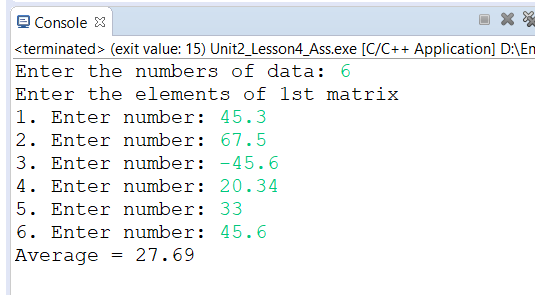 Console
<terminated> (exit value: 15) Unit2_Lesson4_Ass.exe [C/C++ Application] D:\En
Enter the numbers of data: 6
Enter the elements of 1st matrix
1. Enter number: 45.3
2. Enter number: 67.5
3. Enter number: -45.6
4. Enter number: 20.34
5. Enter number: 33
6. Enter number: 45.6
Average = 27.69